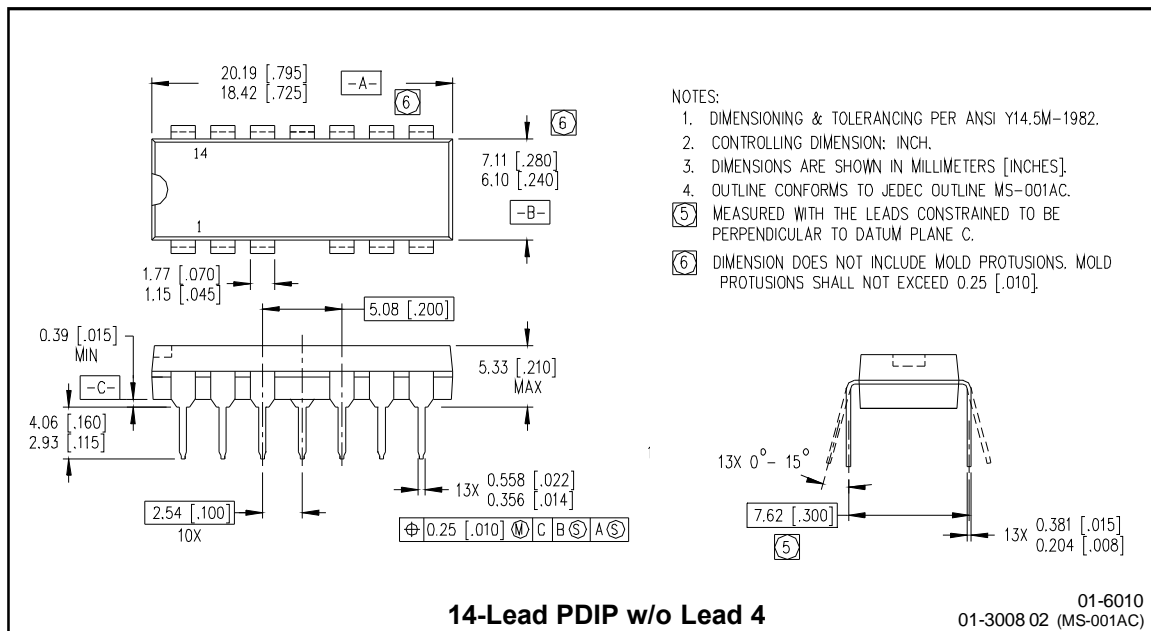 20.19 [.795]
18.42 [.725]
-A-
6
6
14
1
7.11 [.280]
6.10 [.240]
-B-
1.77 [.070]
1.15 [.045]
5.08 [.200]
0.39 [.015]
MIN
-C-
5.33 [.210]
MAX
4.06 [.160]
2.93 [.115]
13X 0.558 [.022]
0.356 [.014]
2.54 [.100]
10X
⌖ 0.25 [.010] Ⓜ C B Ⓢ A Ⓢ
NOTES:
1. DIMENSIONING & TOLERANCING PER ANSI Y14.5M-1982.
2. CONTROLLING DIMENSION: INCH.
3. DIMENSIONS ARE SHOWN IN MILLIMETERS [INCHES].
4. OUTLINE CONFORMS TO JEDEC OUTLINE MS-001AC.
5 MEASURED WITH THE LEADS CONSTRAINED TO BE
PERPENDICULAR TO DATUM PLANE C.
6 DIMENSION DOES NOT INCLUDE MOLD PROTUSIONS. MOLD
PROTUSIONS SHALL NOT EXCEED 0.25 [.010].
13X 0°- 15°
7.62 [.300]
5
13X 0.381 [.015]
0.204 [.008]
14-Lead PDIP w/o Lead 4
01-6010
01-3008 02 (MS-001AC)